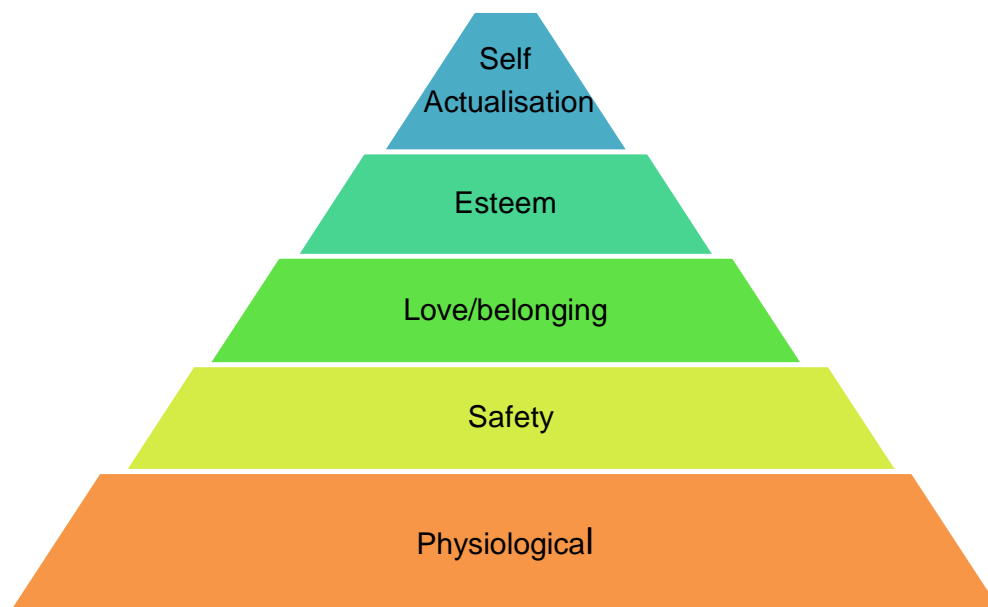 Self
Actualisation
Esteem
Love/belonging
Safety
Physiological